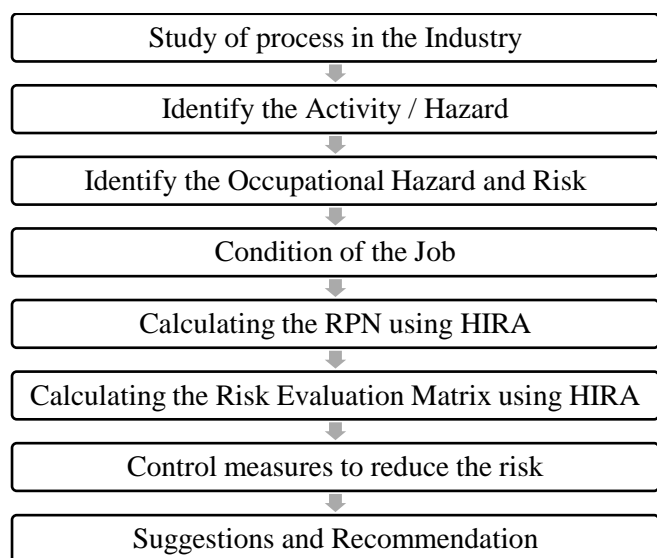 Study of process in the Industry
Identify the Activity / Hazard
Identify the Occupational Hazard and Risk
Condition of the Job
Calculating the RPN using HIRA
Calculating the Risk Evaluation Matrix using HIRA
Control measures to reduce the risk
Suggestions and Recommendation